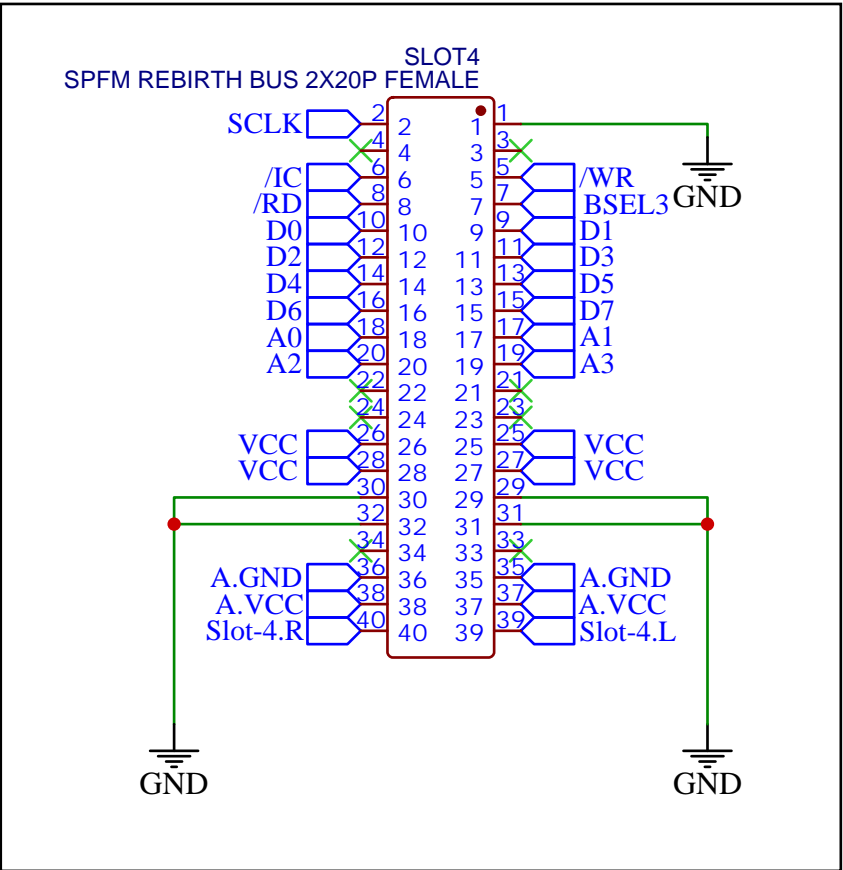 SLOT4
SPFM REBIRTH BUS 2X20P FEMALE
SCLK 2 2 1 1
4 4 3 3
/IC 6 6 5 5 /WR
/RD 8 8 7 7 BSEL3 GND
D0 10 10 9 9 D1
D2 12 12 11 11 D3
D4 14 14 13 13 D5
D6 16 16 15 15 D7
A0 18 18 17 17 A1
A2 20 20 19 19 A3
22 22 21 21
24 24 23 23
VCC 26 26 25 25 VCC
VCC 28 28 27 27 VCC
30 30 29 29
32 32 31 31
34 34 33 33
A.GND 36 36 35 35 A.GND
A.VCC 38 38 37 37 A.VCC
Slot-4.R 40 40 39 39 Slot-4.L
GND GND